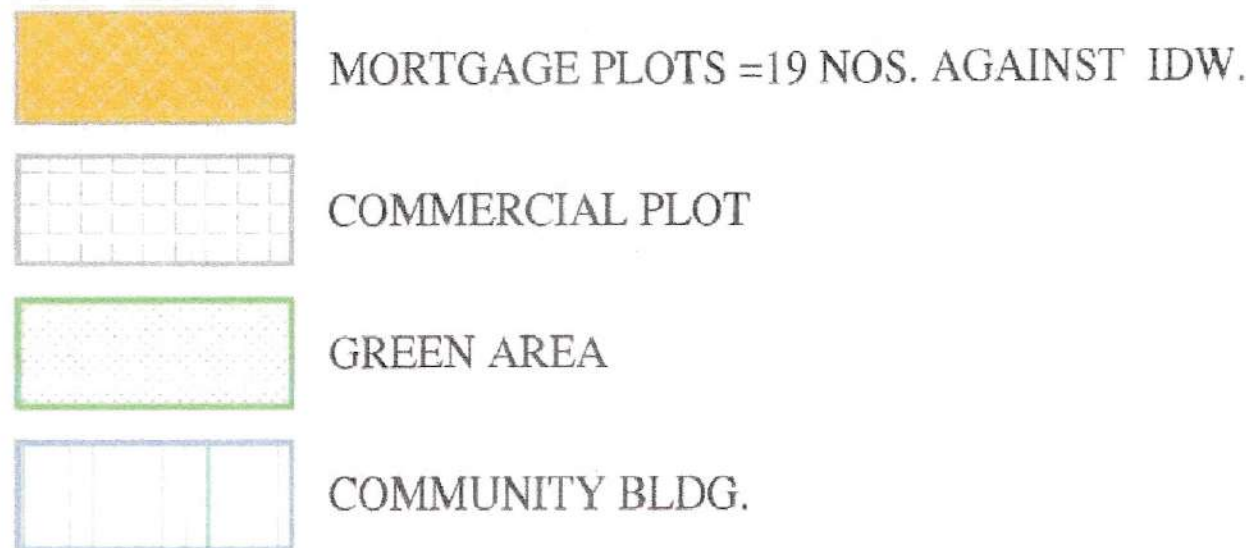 MORTGAGE PLOTS =19 NOS. AGAINST IDW.
COMMERCIAL PLOT
GREEN AREA
COMMUNITY BLDG.